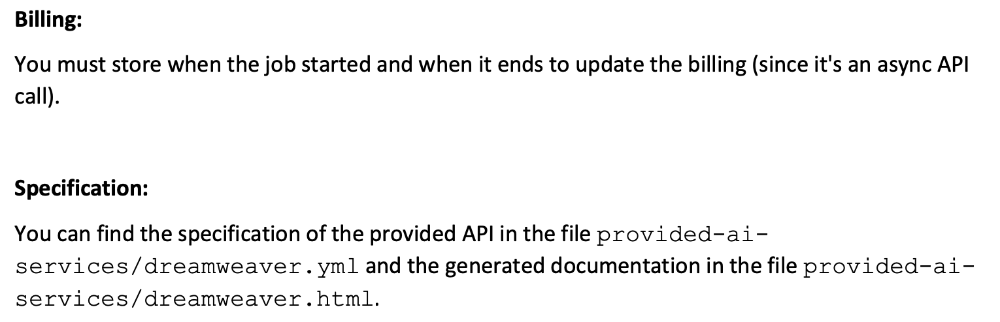 Billing:
You must store when the job started and when it ends to update the billing (since it's an async API
call).
Specification:
You can find the specification of the provided API in the file provided-ai-
services/dreamweaver.yml and the generated documentation in the file provided-ai-
services/dreamweaver.html.